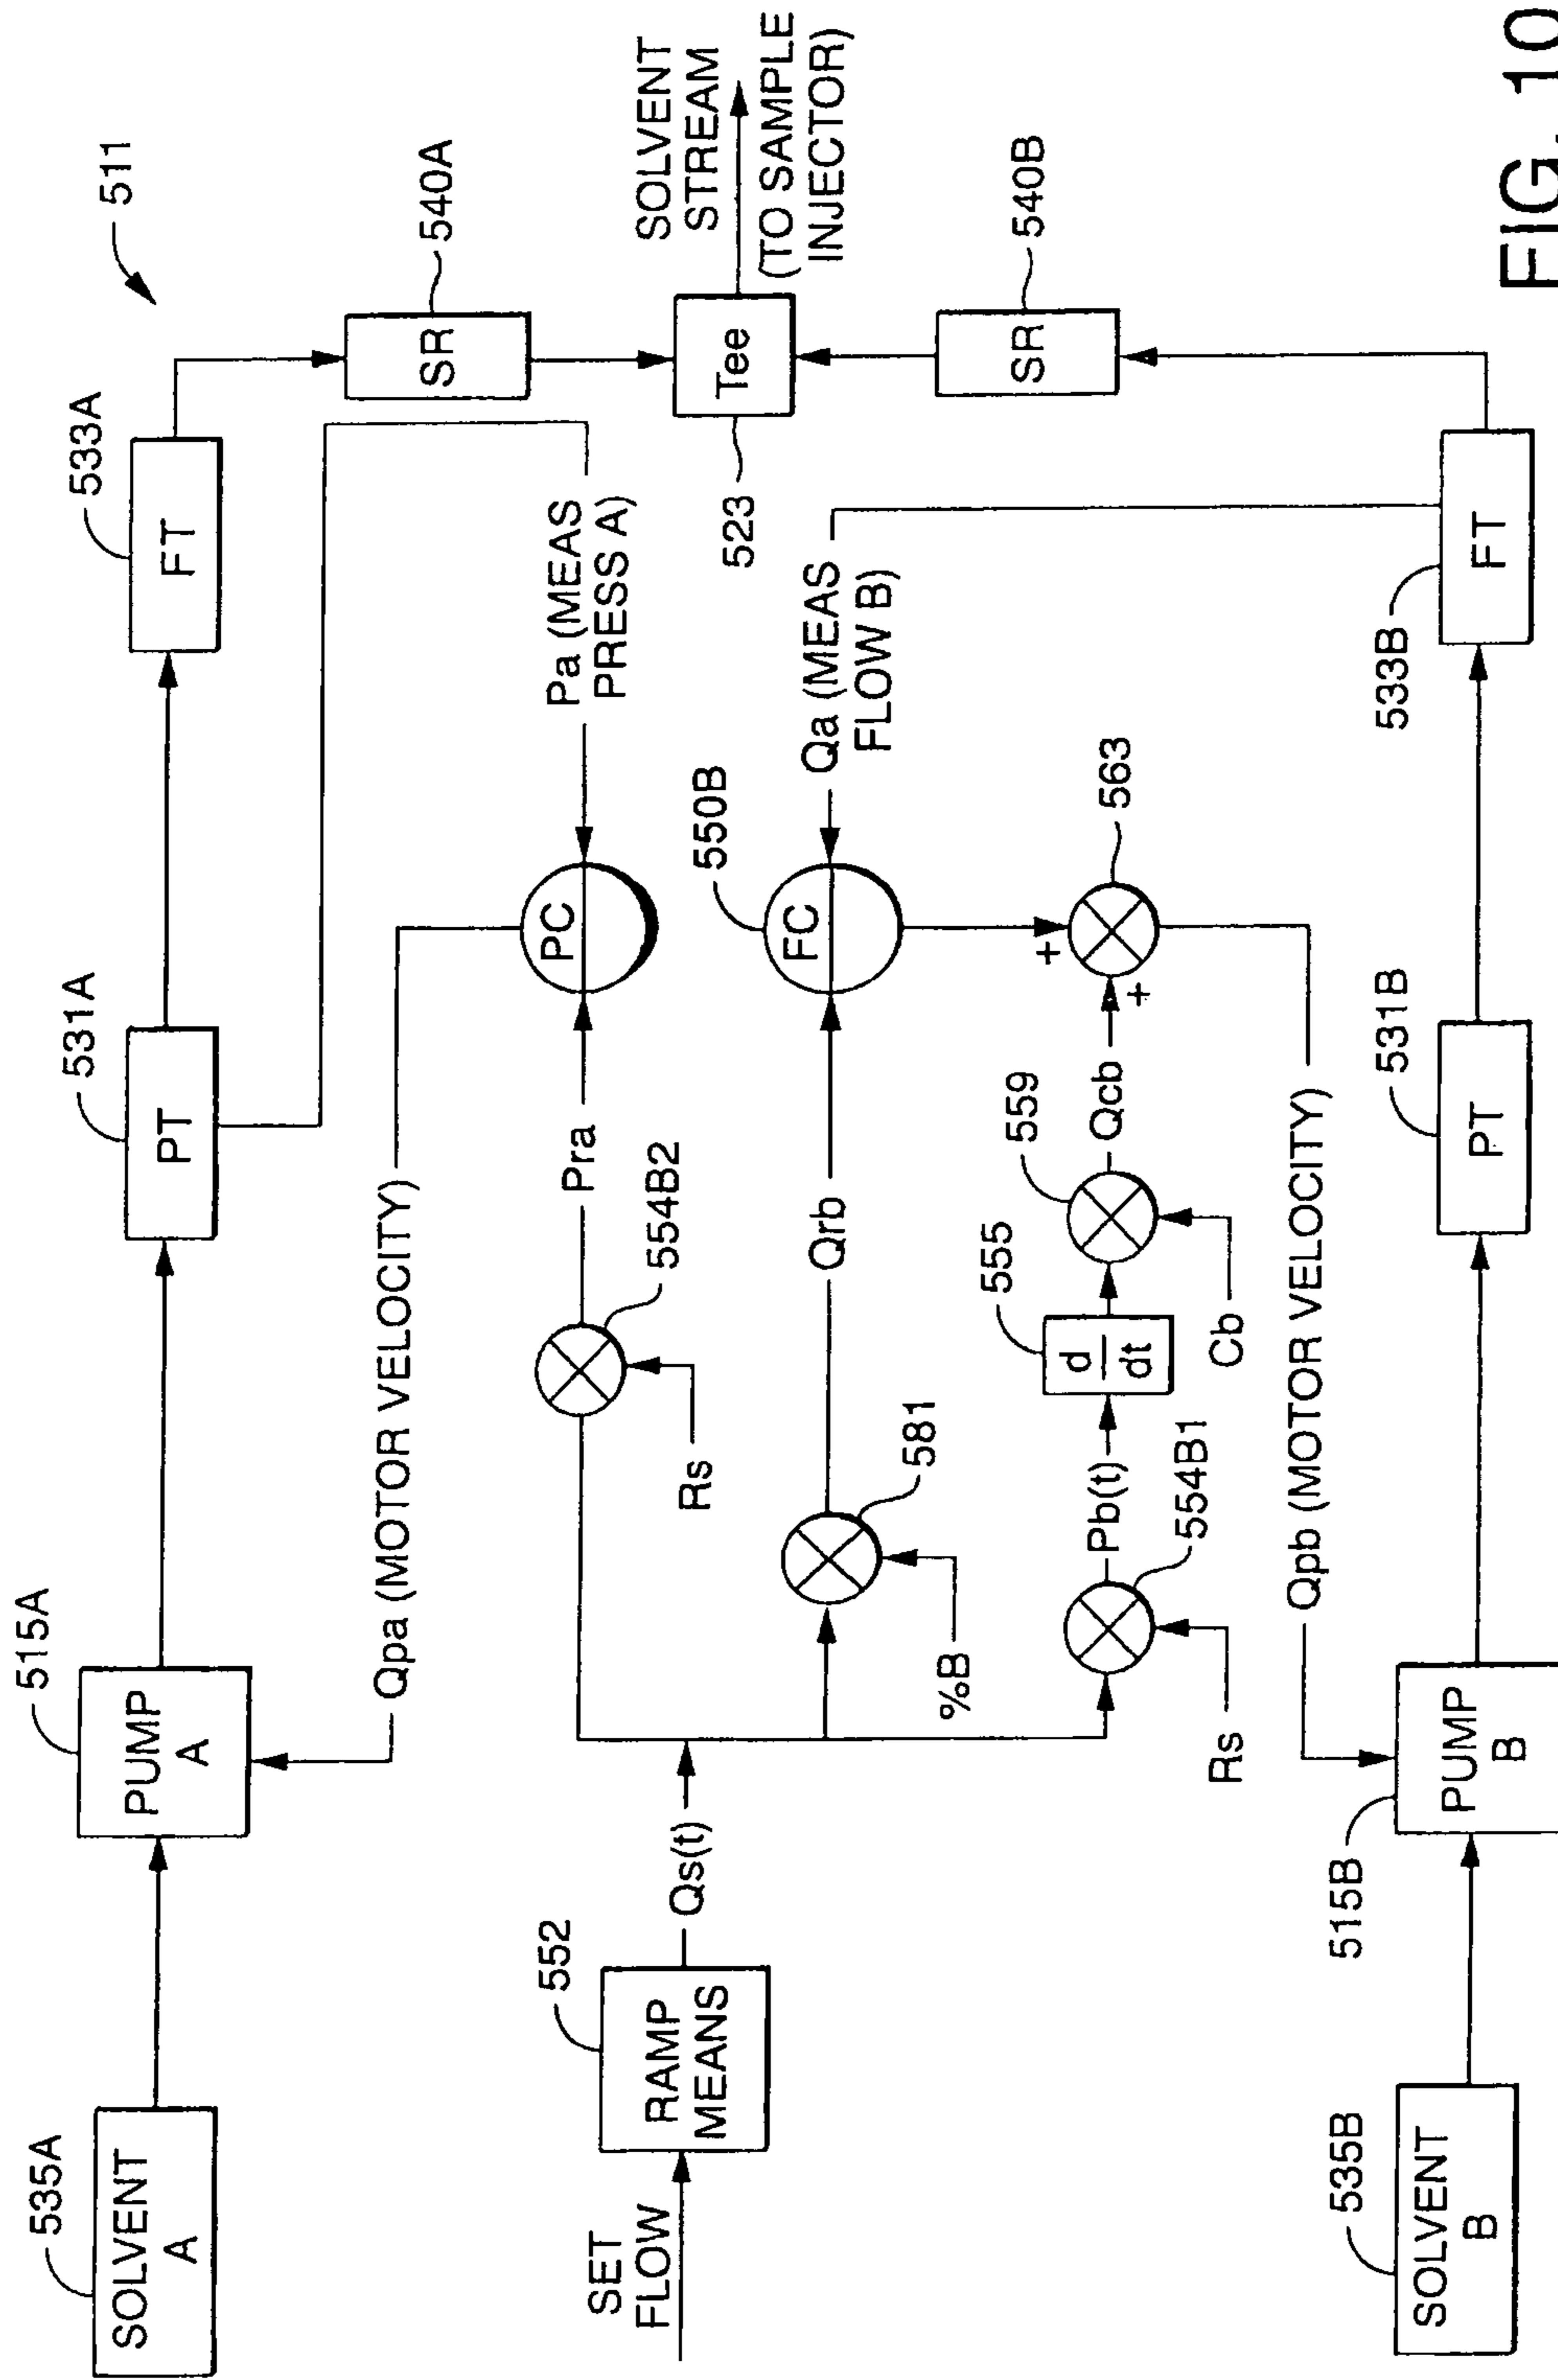 511
535A
SOLVENT
A
515A
PUMP
A
531A
PT
533A
FT
540A
SR
Qpa (MOTOR VELOCITY)
Pa (MEAS
PRESS A)
PC
Pra
554B2
Rs
SET
FLOW
552
RAMP
MEANS
Qs(t)
581
%B
Qrb
550B
FC
Qa (MEAS
FLOW B)
523
Tee
SOLVENT
STREAM
(TO SAMPLE
INJECTOR)
554B1
Rs
Pb(t)
555
d
dt
559
Cb
Qcb
+
+
563
Qpb (MOTOR VELOCITY)
540B
SR
535B
SOLVENT
B
515B
PUMP
B
531B
PT
533B
FT
FIG. 10